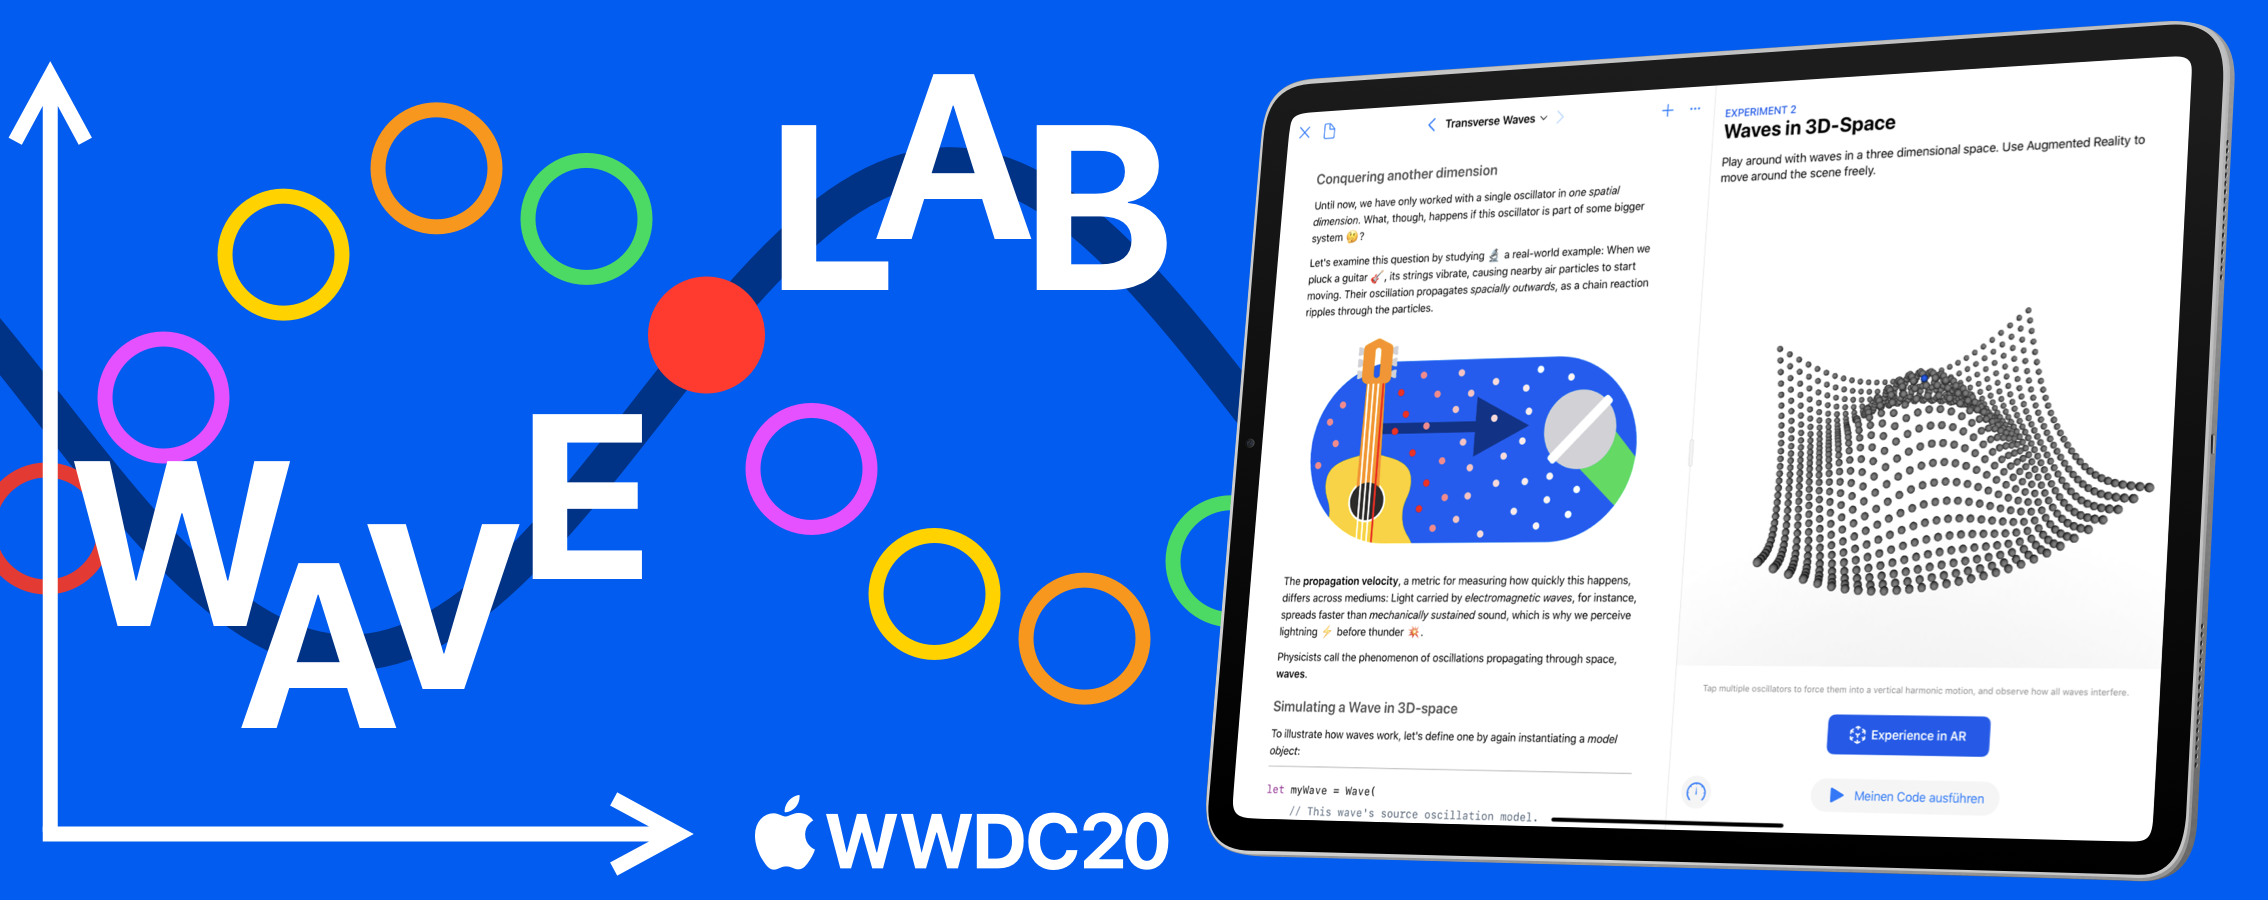 WAVE
LAB
WWDC20
Transverse Waves
Conquering another dimension
Until now, we have only worked with a single oscillator in one spatial
dimension. What, though, happens if this oscillator is part of some bigger
system 🤔?
Let's examine this question by studying 🔬 a real-world example: When we
pluck a guitar 🎸, its strings vibrate, causing nearby air particles to start
moving. Their oscillation propagates spacially outwards, as a chain reaction
ripples through the particles.
The propagation velocity, a metric for measuring how quickly this happens,
differs across mediums: Light carried by electromagnetic waves, for instance,
spreads faster than mechanically sustained sound, which is why we perceive
lightning ⚡ before thunder 💥.
Physicists call the phenomenon of oscillations propagating through space,
waves.
Simulating a Wave in 3D-space
To illustrate how waves work, let's define one by again instantiating a model
object:
let myWave = Wave(
// This wave's source oscillation model.
EXPERIMENT 2
Waves in 3D-Space
Play around with waves in a three dimensional space. Use Augmented Reality to
move around the scene freely.
Tap multiple oscillators to force them into a vertical harmonic motion, and observe how all waves interfere.
Experience in AR
Meinen Code ausführen